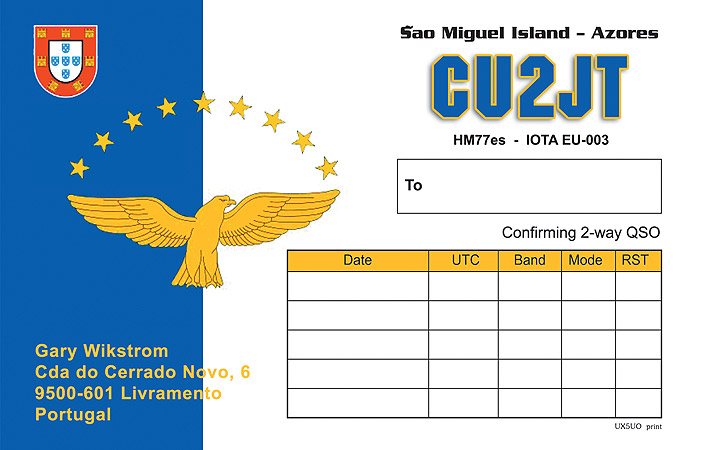 Sao Miguel Island - Azores
CU2JT
HM77es - IOTA EU-003
To
Confirming 2-way QSO
Date UTC Band Mode RST
Gary Wikstrom
Cda do Cerrado Novo, 6
9500-601 Livramento
Portugal
UX5UO print